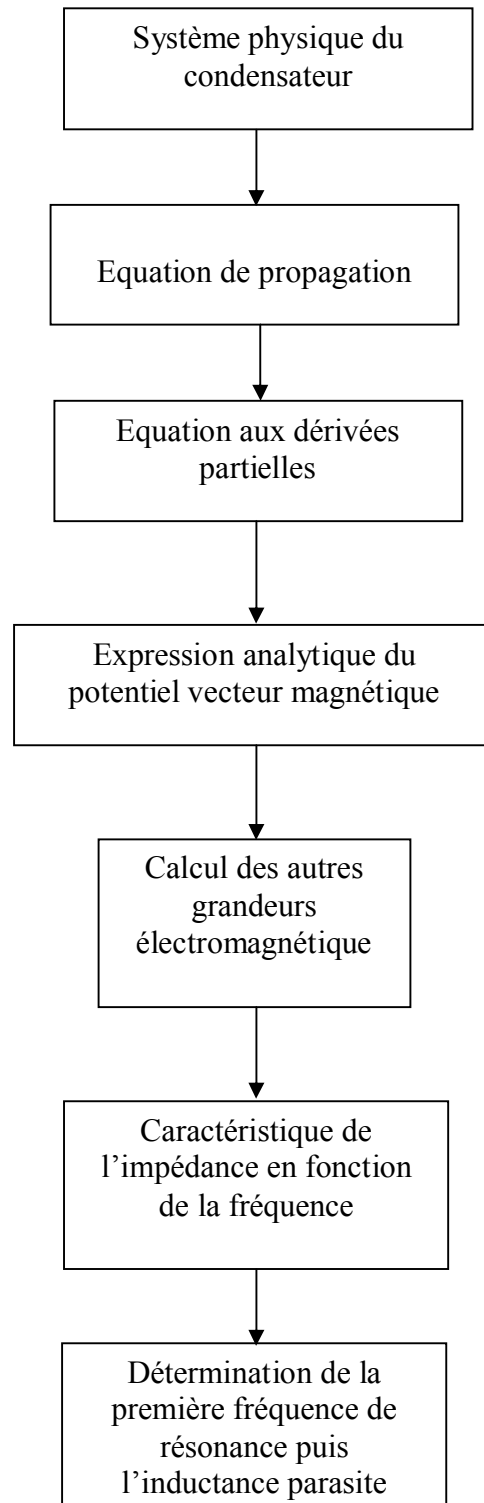 Système physique du
condensateur
Equation de propagation
Equation aux dérivées
partielles
Expression analytique du
potentiel vecteur magnétique
Calcul des autres
grandeurs
électromagnétique
Caractéristique de
l’impédance en fonction
de la fréquence
Détermination de la
première fréquence de
résonance puis
l’inductance parasite